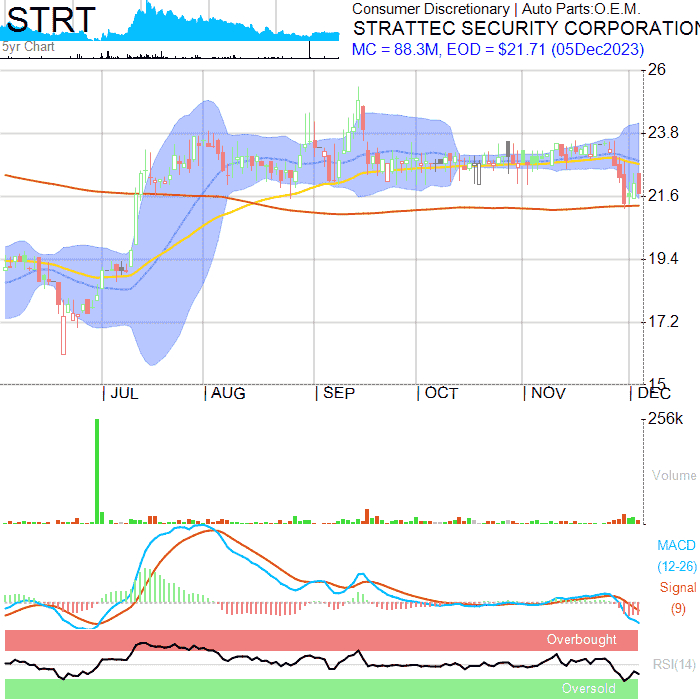 STRT
5yr Chart
Consumer Discretionary | Auto Parts:O.E.M.
STRATTEC SECURITY CORPORATION
MC = 88.3M, EOD = $21.71 (05Dec2023)
26
23.8
21.6
19.4
17.2
15
JUL AUG SEP OCT NOV DEC
256k
Volume
MACD
(12-26)
Signal
(9)
Overbought
RSI(14)
Oversold